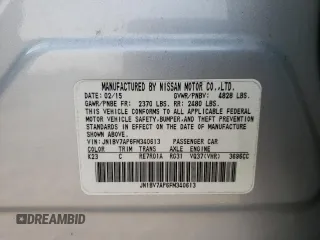 MANUFACTURED BY NISSAN MOTOR CO.,LTD.
DATE: 02/15 GVWR/PNBV: 4828 LBS.
GAWR/PNBE FR: 2370 LBS. RR: 2480 LBS.
THIS VEHICLE CONFORMS TO ALL APPLICABLE FEDERAL
MOTOR VEHICLE SAFETY,BUMPER,AND THEFT PREVENTION
STANDARDS IN EFFECT ON THE DATE OF MANUFACTURE
SHOWN ABOVE.
VIN:JN1BV7AP6FM340613 PASSENGER CAR
COLOR TRIM TRANS AXLE ENGINE
K23 C RE7R01A RG31 VQ37(VHR) 3696CC
JN1BV7AP6FM340613